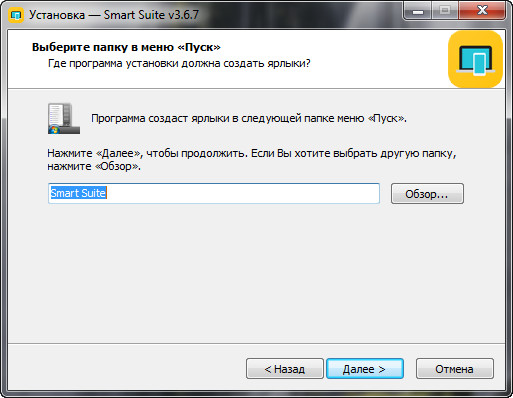 Установка — Smart Suite v3.6.7
Выберите папку в меню «Пуск»
Где программа установки должна создать ярлыки?
Программа создаст ярлыки в следующей папке меню «Пуск».
Нажмите «Далее», чтобы продолжить. Если Вы хотите выбрать другую папку,
нажмите «Обзор».
Smart Suite
Обзор...
< Назад
Далее >
Отмена